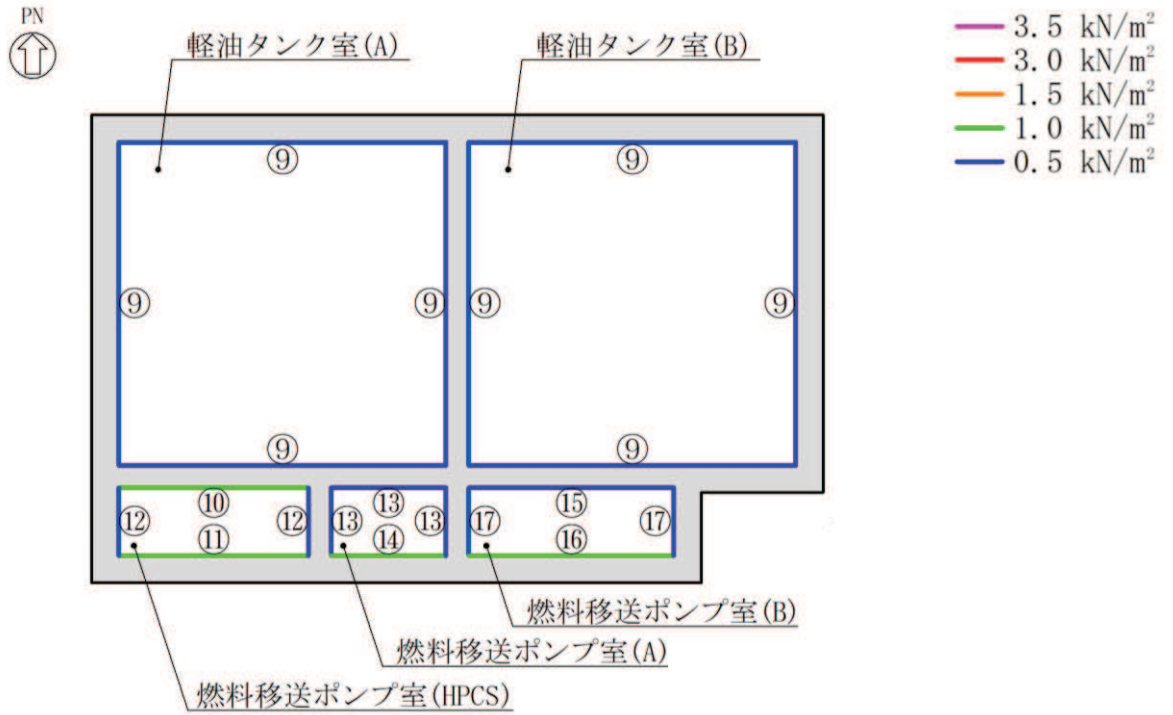 PN
軽油タンク室(A)
軽油タンク室(B)
3.5 kN/m²
3.0 kN/m²
1.5 kN/m²
1.0 kN/m²
0.5 kN/m²
⑨ ⑨
⑨ ⑨ ⑨ ⑨
⑨ ⑨
⑩ ⑬ ⑮
⑫ ⑫ ⑬ ⑬ ⑰ ⑰
⑪ ⑭ ⑯
燃料移送ポンプ室(B)
燃料移送ポンプ室(A)
燃料移送ポンプ室(HPCS)